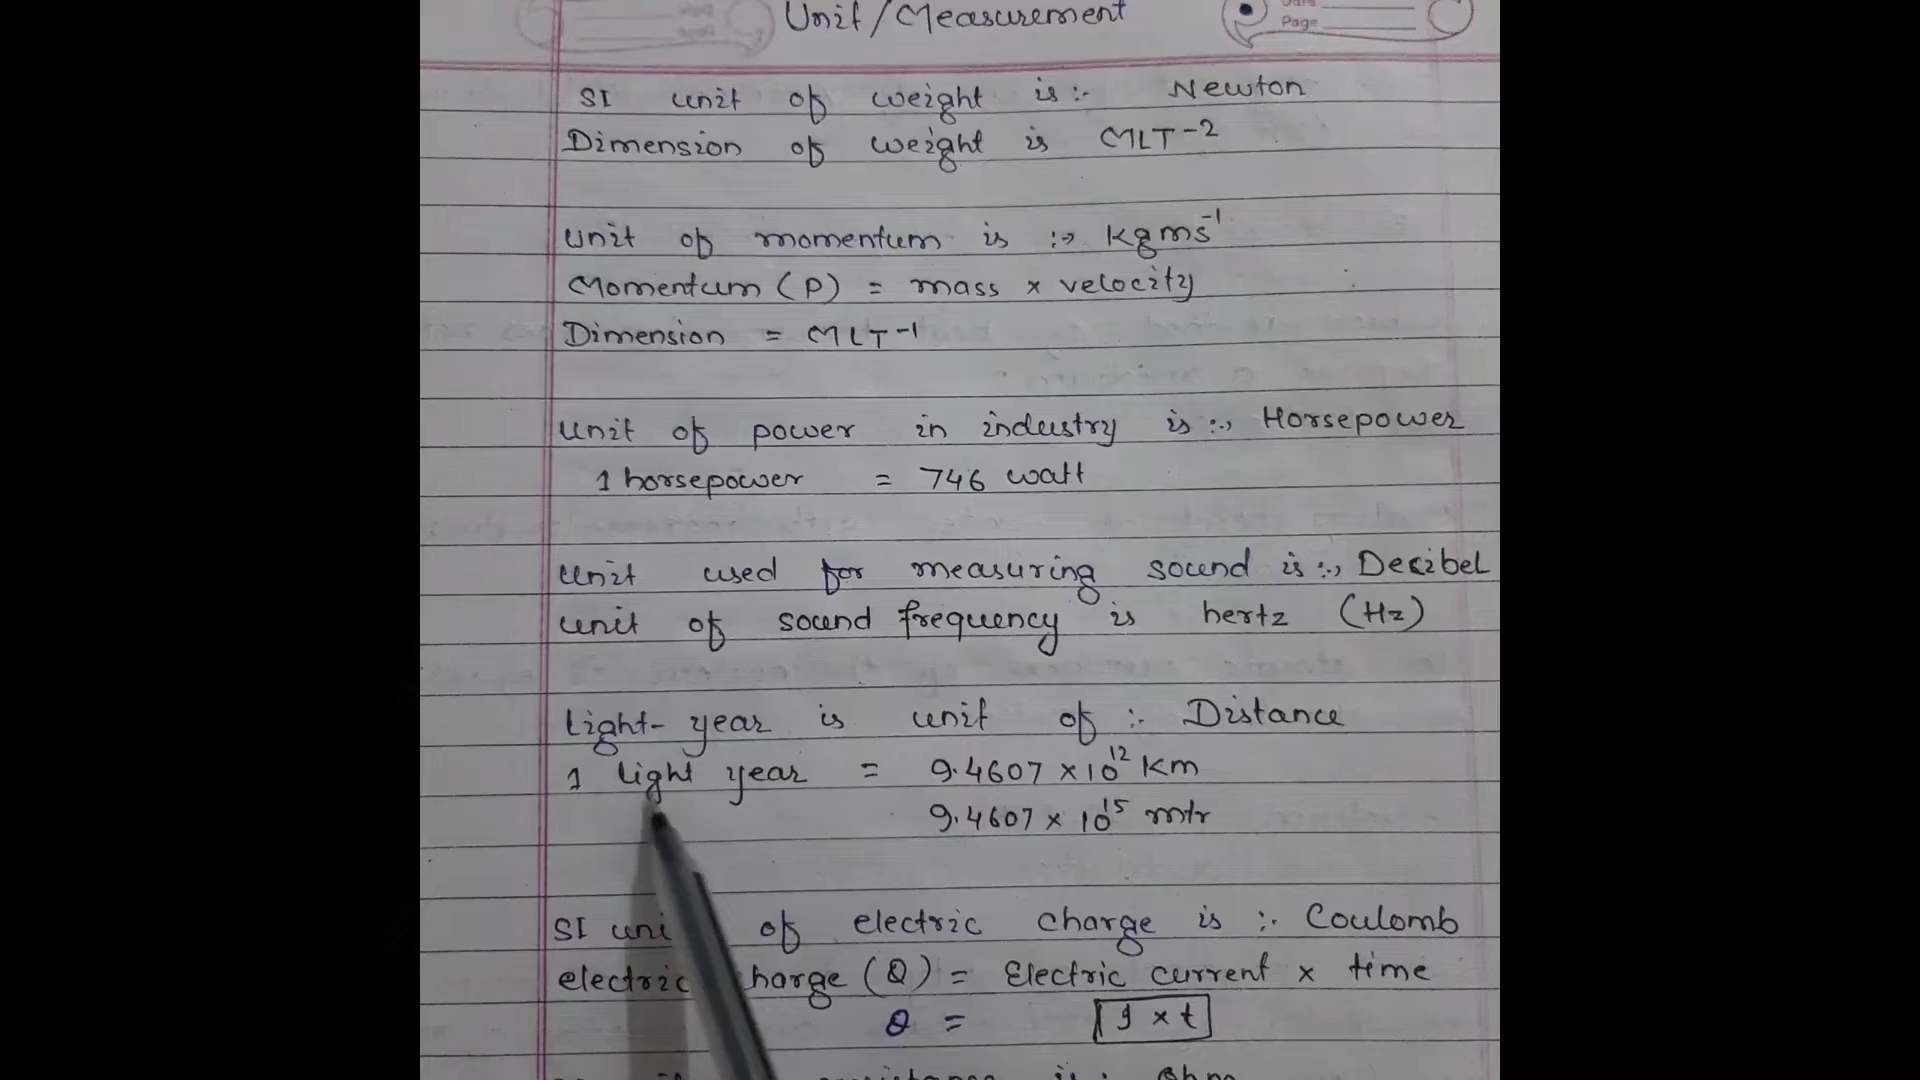 Unit/Measurement
Page
SI unit of weight is :- Newton
Dimension of weight is MLT-2
unit of momentum is :→ kgms⁻¹
Momentum (P) = mass x velocity
Dimension = MLT-1
unit of power in industry is :→ Horsepower
1 horsepower = 746 watt
unit used for measuring sound is :→ Decibel
unit of sound frequency is hertz (Hz)
Light-year is unit of :- Distance
1 light year = 9.4607 x 10¹² Km
9.4607 x 10¹⁵ mtr
SI uni of electric charge is :- Coulomb
electric harge (Q) = Electric current x time
Q = I x t
is : Ohm